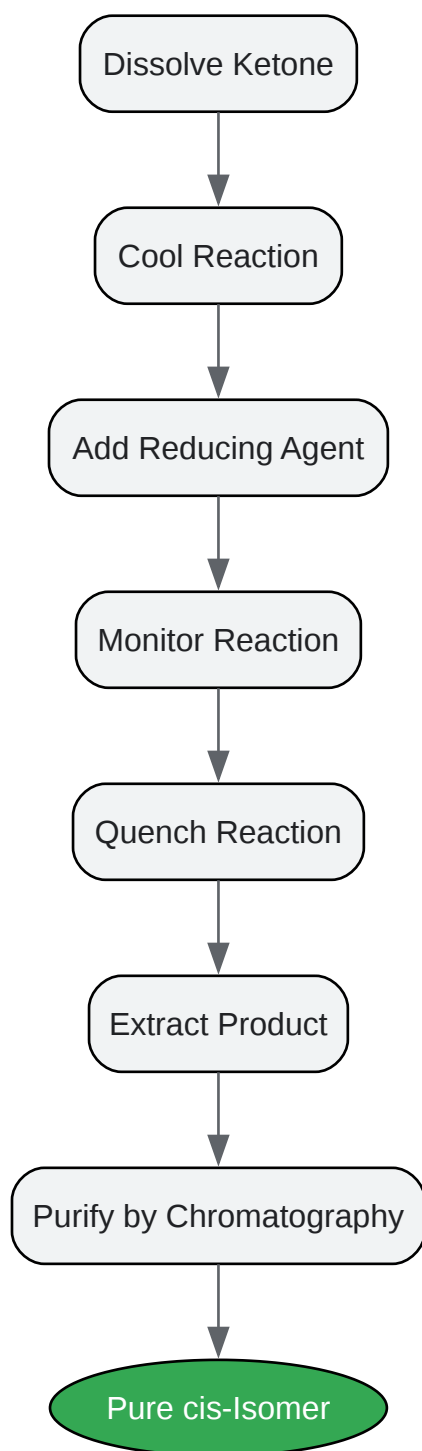 Dissolve Ketone
Cool Reaction
Add Reducing Agent
Monitor Reaction
Quench Reaction
Extract Product
Purify by Chromatography
Pure cis-Isomer